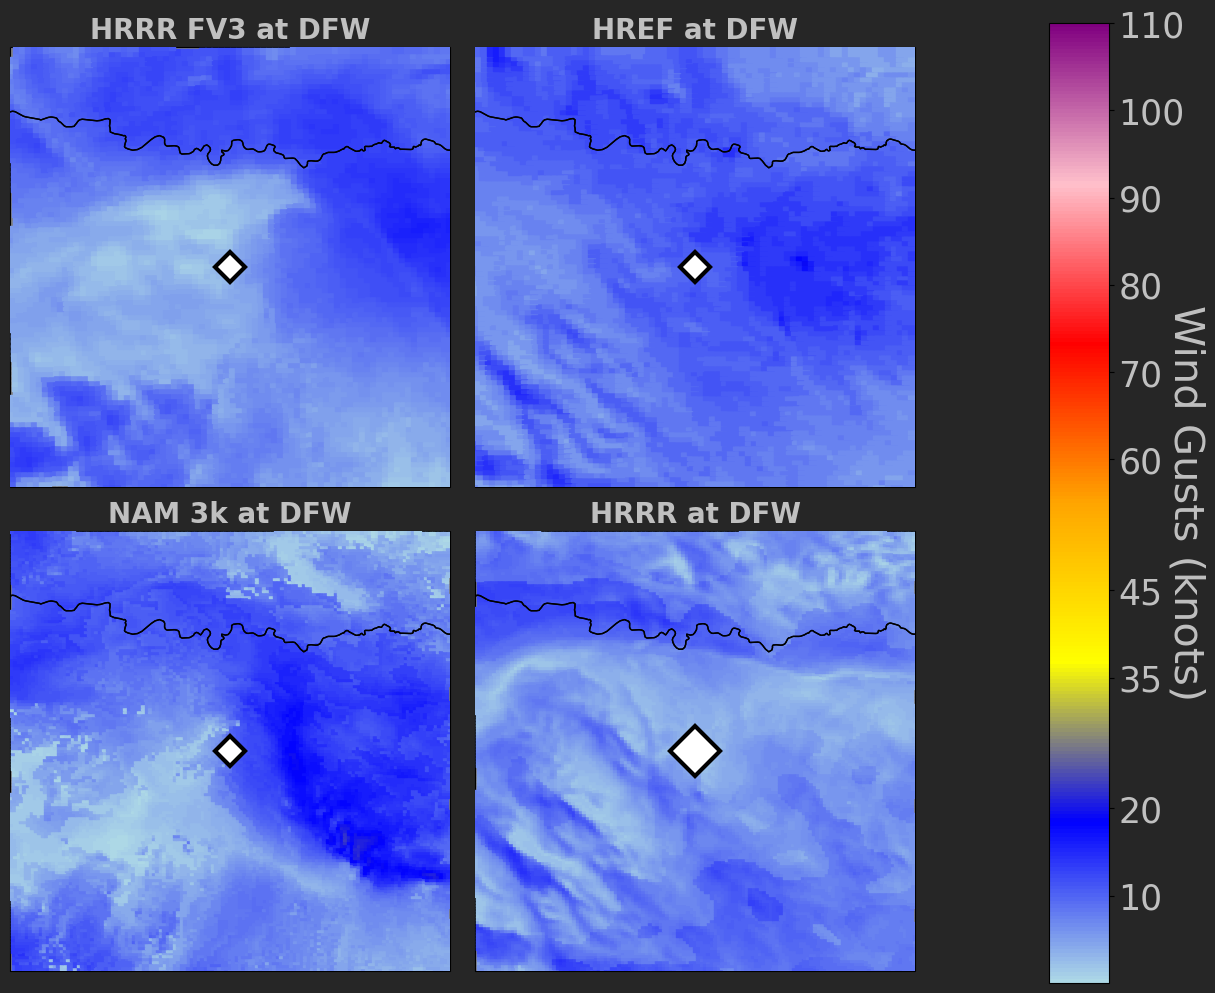 HRRR FV3 at DFW
HREF at DFW
NAM 3k at DFW
HRRR at DFW
110
100
90
80
70
60
45
35
20
10
Wind Gusts (knots)